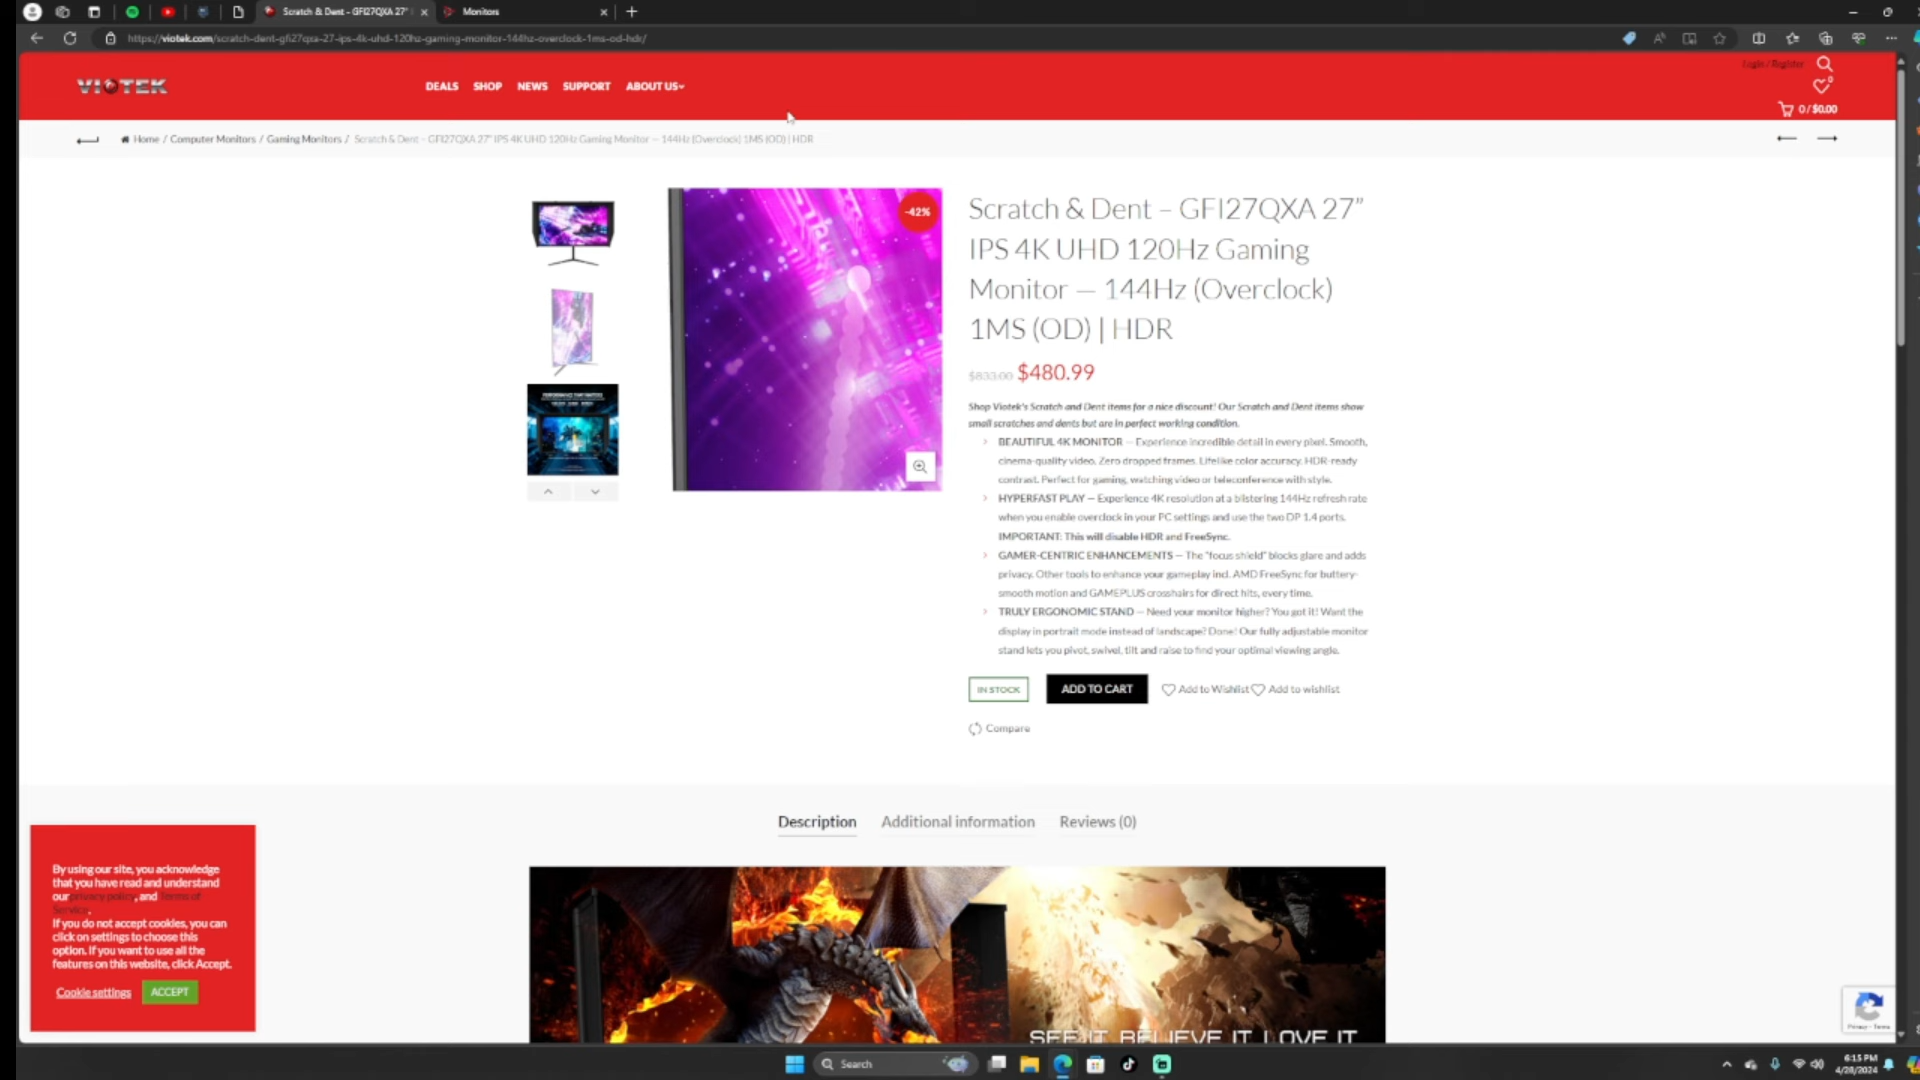 Scratch & Dent - GFI27QXA 27"
Monitors
https://viotek.com/scratch-dent-gfi27qxa-27-ips-4k-uhd-120hz-gaming-monitor-144hz-overclock-1ms-od-hdr/
VIOTEK
DEALS SHOP NEWS SUPPORT ABOUT US
Login / Register
0
0 / $0.00
Home / Computer Monitors / Gaming Monitors / Scratch & Dent – GFI27QXA 27" IPS 4K UHD 120Hz Gaming Monitor — 144Hz (Overclock) 1MS (OD) | HDR
-42%
Scratch & Dent – GFI27QXA 27”
IPS 4K UHD 120Hz Gaming
Monitor — 144Hz (Overclock)
1MS (OD) | HDR
$833.00 $480.99
Shop Viotek's Scratch and Dent items for a nice discount! Our Scratch and Dent items show
small scratches and dents but are in perfect working condition.
BEAUTIFUL 4K MONITOR — Experience incredible detail in every pixel. Smooth,
cinema-quality video. Zero dropped frames. Lifelike color accuracy. HDR-ready
contrast. Perfect for gaming, watching video or teleconference with style.
HYPERFAST PLAY — Experience 4K resolution at a blistering 144Hz refresh rate
when you enable overclock in your PC settings and use the two DP 1.4 ports.
IMPORTANT: This will disable HDR and FreeSync.
GAMER-CENTRIC ENHANCEMENTS — The "focus shield" blocks glare and adds
privacy. Other tools to enhance your gameplay incl. AMD FreeSync for buttery-
smooth motion and GAMEPLUS crosshairs for direct hits, every time.
TRULY ERGONOMIC STAND — Need your monitor higher? You got it! Want the
display in portrait mode instead of landscape? Done! Our fully adjustable monitor
stand lets you pivot, swivel, tilt and raise to find your optimal viewing angle.
IN STOCK
ADD TO CART
Add to Wishlist
Add to wishlist
Compare
Description Additional information Reviews (0)
By using our site, you acknowledge
that you have read and understand
our privacy policy, and Terms of
Service.
If you do not accept cookies, you can
click on settings to choose this
option. If you want to use all the
features on this website, click Accept.
Cookie settings
ACCEPT
SEE IT. BELIEVE IT. LOVE IT.
Privacy - Terms
Search
6:15 PM
4/28/2024